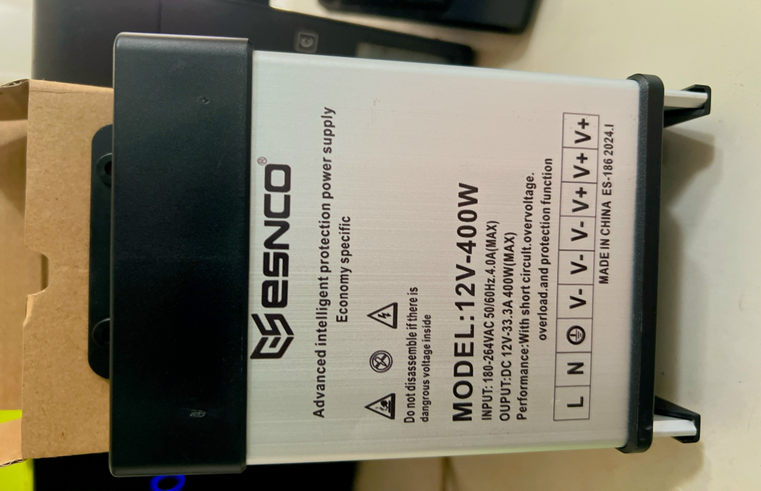 ESNCO®
Advanced intelligent protection power supply
Economy specific
Do not disassemble if there is
dangrous voltage inside
MODEL:12V-400W
INPUT:180-264VAC 50/60Hz.4.0A(MAX)
OUPUT:DC 12V-33.3A 400W(MAX)
Performance:With short circuilt.overvoltage.
overload.and protection function
L N V- V- V- V+ V+ V+
MADE IN CHINA ES-186 2024.I